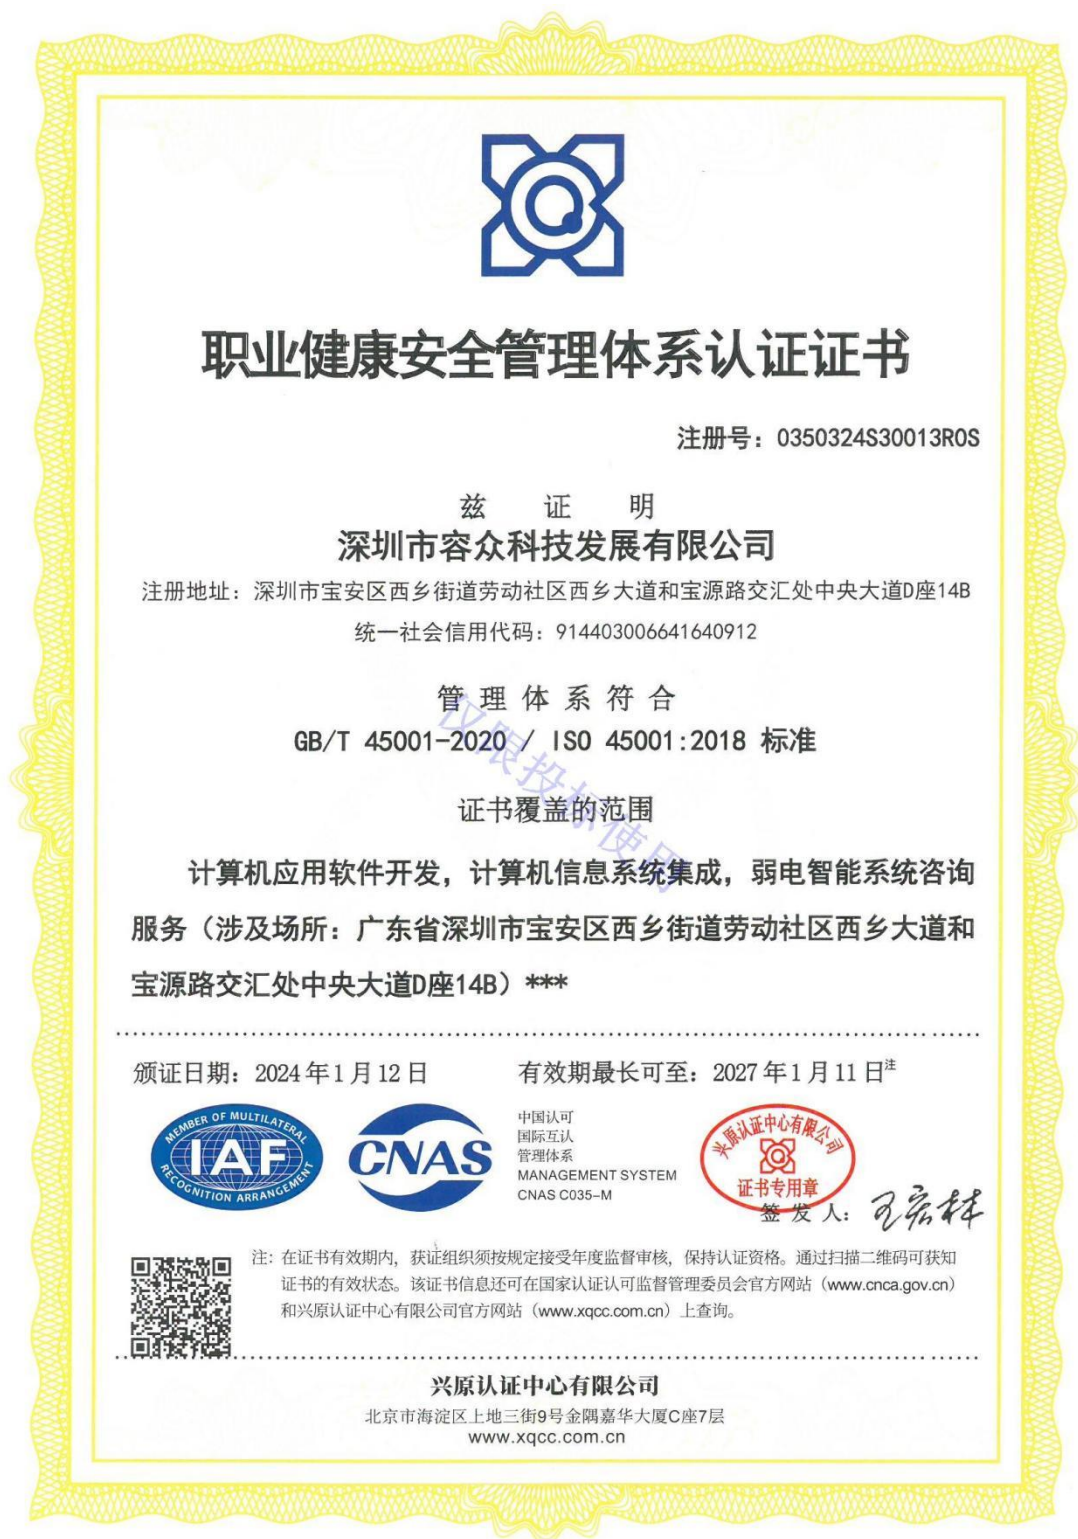 职业健康安全管理体系认证证书
注册号：0350324S30013R0S
兹 证 明
深圳市容众科技发展有限公司
注册地址：深圳市宝安区西乡街道劳动社区西乡大道和宝源路交汇处中央大道D座14B
统一社会信用代码：914403006641640912
管 理 体 系 符 合
GB/T 45001-2020 / ISO 45001:2018 标准
仅限投标使用
证书覆盖的范围
计算机应用软件开发，计算机信息系统集成，弱电智能系统咨询
服务（涉及场所：广东省深圳市宝安区西乡街道劳动社区西乡大道和
宝源路交汇处中央大道D座14B）***
颁证日期：2024 年 1 月 12 日
有效期最长可至：2027 年 1 月 11 日注
MEMBER OF MULTILATERAL
IAF
RECOGNITION ARRANGEMENT
CNAS
中国认可
国际互认
管理体系
MANAGEMENT SYSTEM
CNAS C035-M
兴原认证中心有限公司
证书专用章
签 发 人：王宏林
注：在证书有效期内，获证组织须按规定接受年度监督审核，保持认证资格。通过扫描二维码可获知
证书的有效状态。该证书信息还可在国家认证认可监督管理委员会官方网站（www.cnca.gov.cn）
和兴原认证中心有限公司官方网站（www.xqcc.com.cn）上查询。
兴原认证中心有限公司
北京市海淀区上地三街9号金隅嘉华大厦C座7层
www.xqcc.com.cn